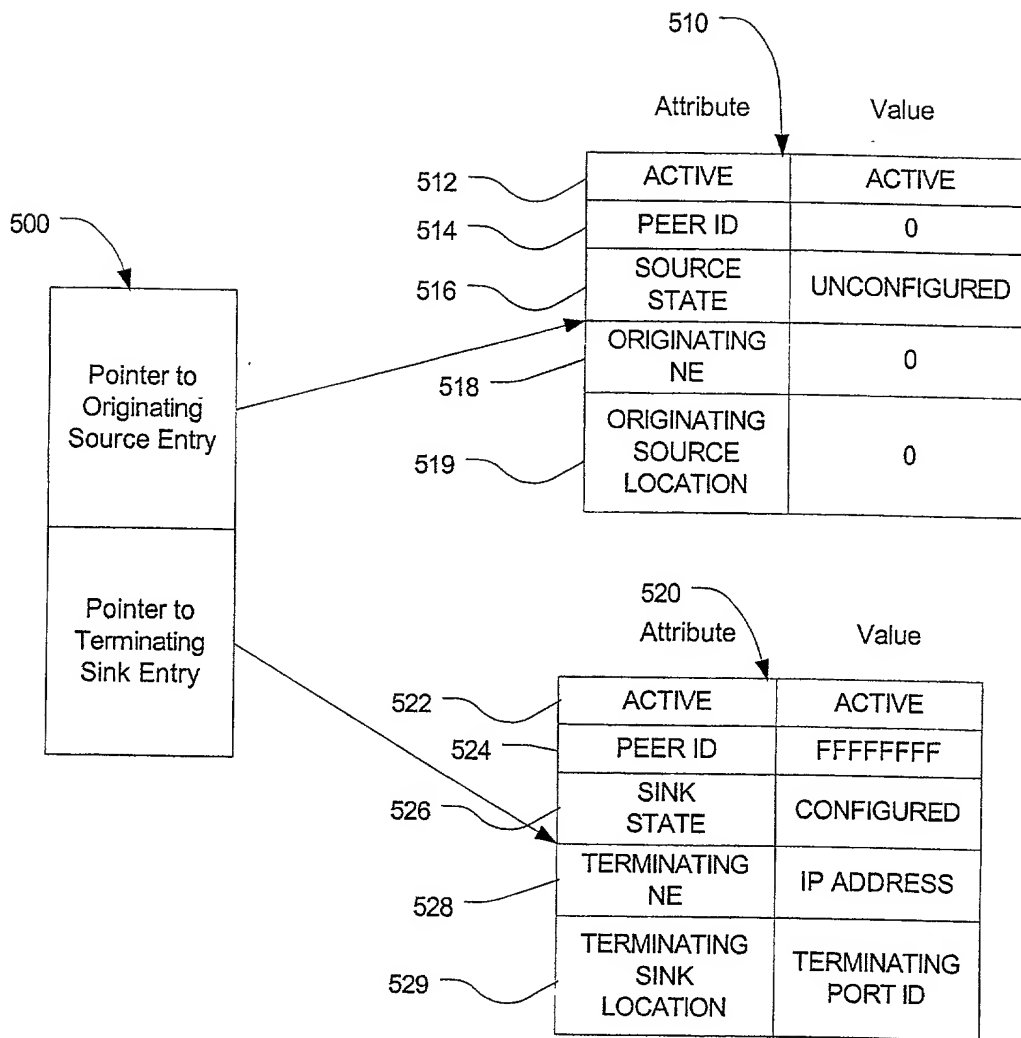 510
Attribute Value
512 ACTIVE ACTIVE
514 PEER ID 0
516 SOURCE
STATE UNCONFIGURED
518 ORIGINATING
NE 0
519 ORIGINATING
SOURCE
LOCATION 0
500
Pointer to
Originating
Source Entry
Pointer to
Terminating
Sink Entry
520
Attribute Value
522 ACTIVE ACTIVE
524 PEER ID FFFFFFFF
526 SINK
STATE CONFIGURED
528 TERMINATING
NE IP ADDRESS
529 TERMINATING
SINK
LOCATION
TERMINATING
PORT ID